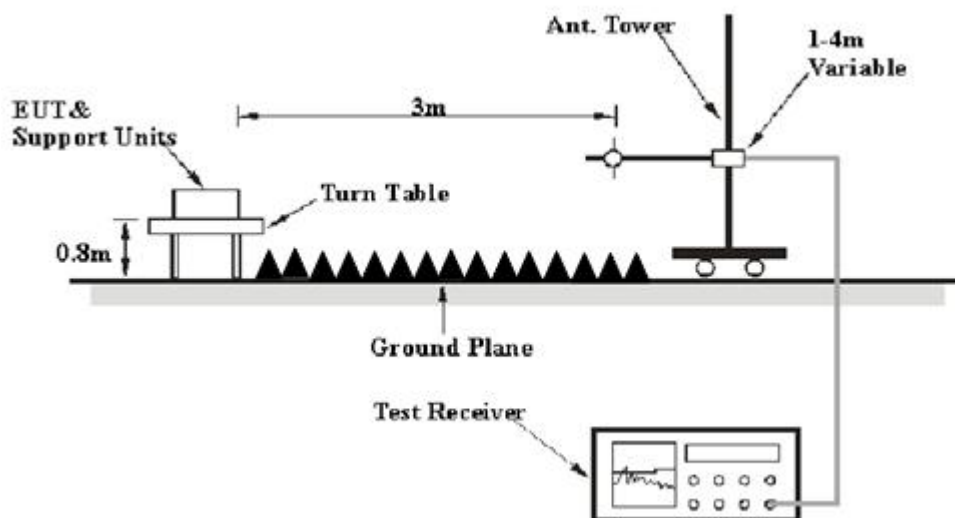 Ant. Tower
1-4m
Variable
EUT&
Support Units
3m
Turn Table
0.8m
Ground Plane
Test Receiver